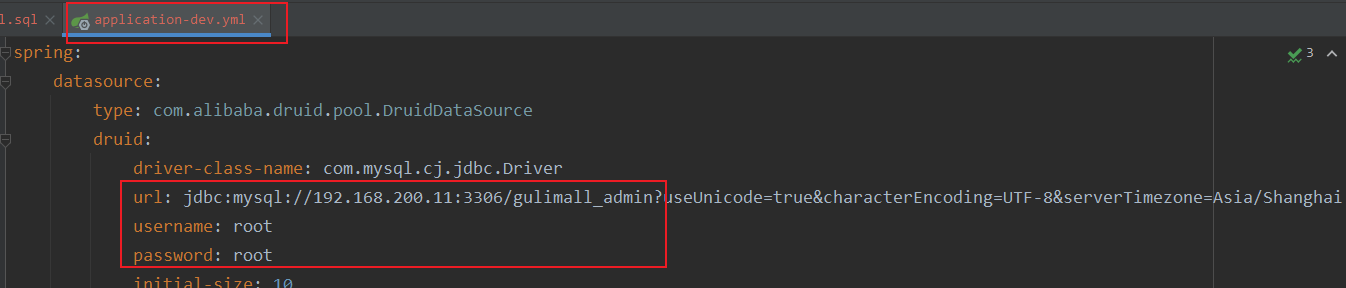 l.sql × application-dev.yml ×
spring: 3
datasource:
type: com.alibaba.druid.pool.DruidDataSource
druid:
driver-class-name: com.mysql.cj.jdbc.Driver
url: jdbc:mysql://192.168.200.11:3306/gulimall_admin?useUnicode=true&characterEncoding=UTF-8&serverTimezone=Asia/Shanghai
username: root
password: root
initial-size: 10